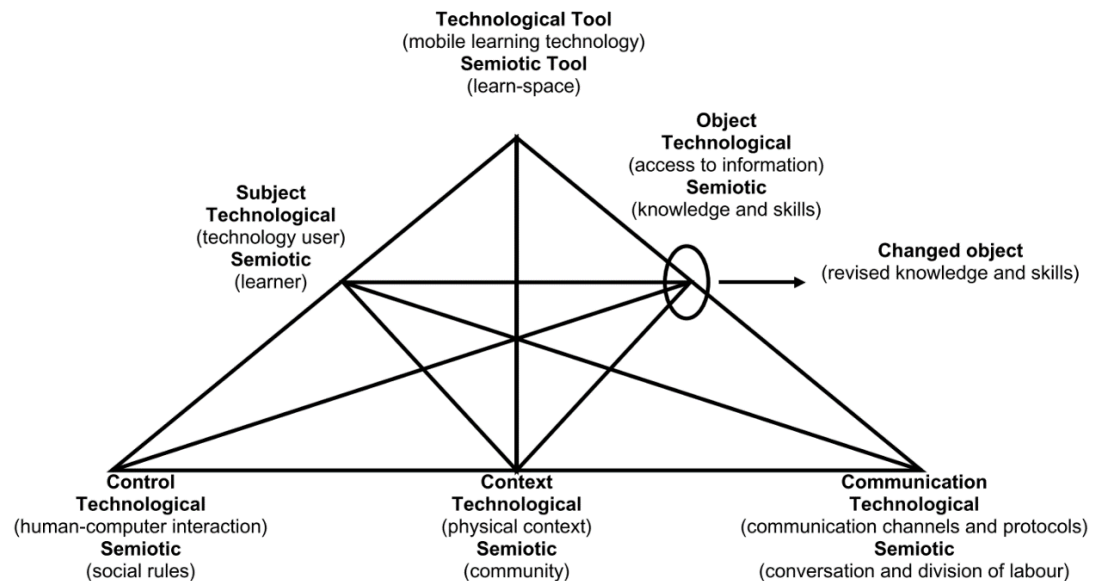 Technological Tool
(mobile learning technology)
Semiotic Tool
(learn-space)
Object
Technological
(access to information)
Semiotic
(knowledge and skills)
Subject
Technological
(technology user)
Semiotic
(learner)
Changed object
(revised knowledge and skills)
Control
Technological
(human-computer interaction)
Semiotic
(social rules)
Context
Technological
(physical context)
Semiotic
(community)
Communication
Technological
(communication channels and protocols)
Semiotic
(conversation and division of labour)